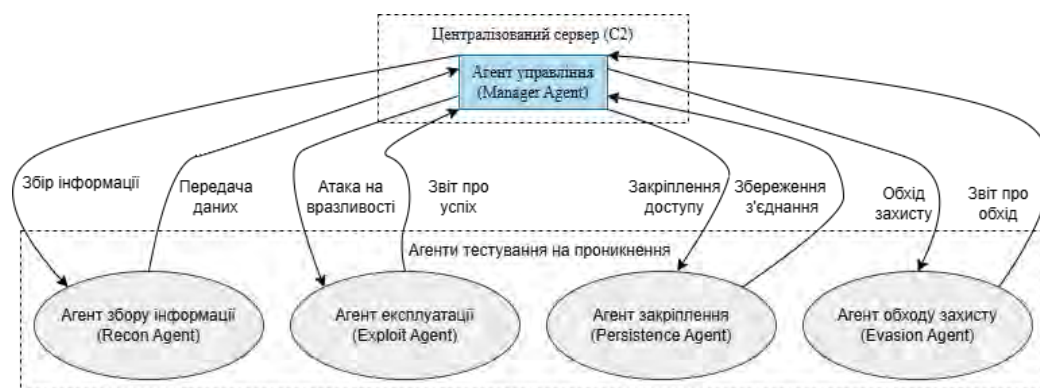 Централізований сервер (C2)
Агент управління
(Manager Agent)
Збір інформації
Передача
даних
Атака на
вразливості
Звіт про
успіх
Закріплення
доступу
Збереження
з'єднання
Обхід
захисту
Звіт про
обхід
Агенти тестування на проникнення
Агент збору інформації
(Recon Agent)
Агент експлуатації
(Exploit Agent)
Агент закріплення
(Persistence Agent)
Агент обходу захисту
(Evasion Agent)